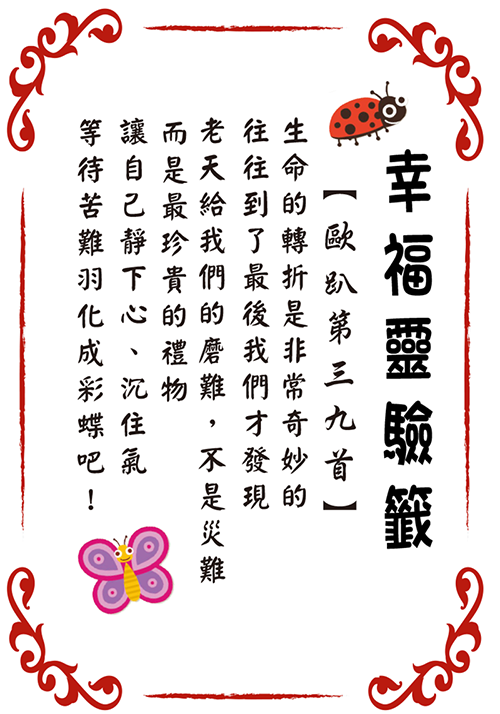 幸福靈驗籤
【歐趴第三九首】
生命的轉折是非常奇妙的
往往到了最後我們才發現
老天給我們的磨難，不是災難
而是最珍貴的禮物
讓自己靜下心、沉住氣
等待苦難羽化成彩蝶吧！